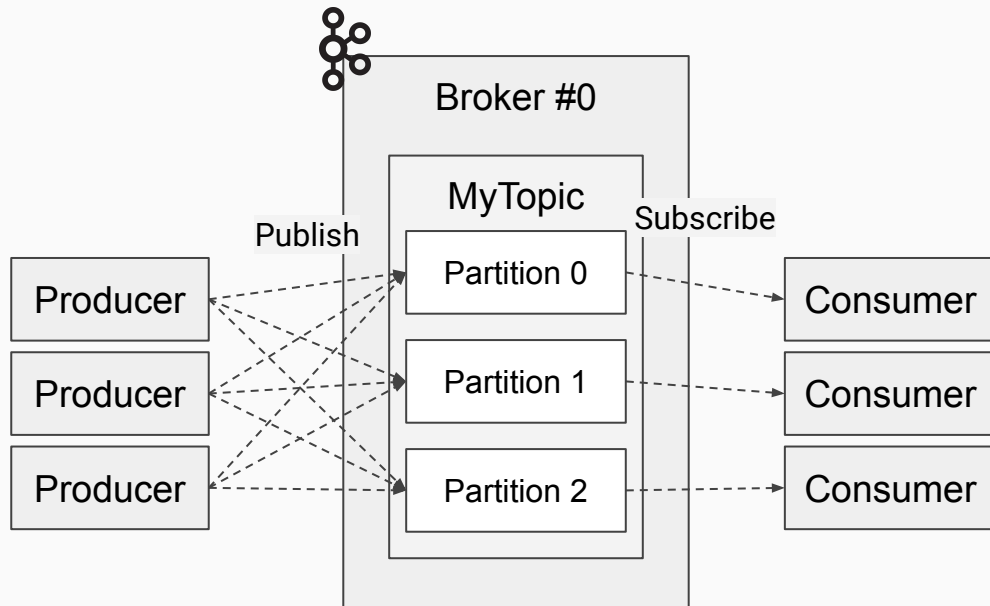 Broker #0
MyTopic
Publish
Subscribe
Producer
Producer
Producer
Partition 0
Partition 1
Partition 2
Consumer
Consumer
Consumer